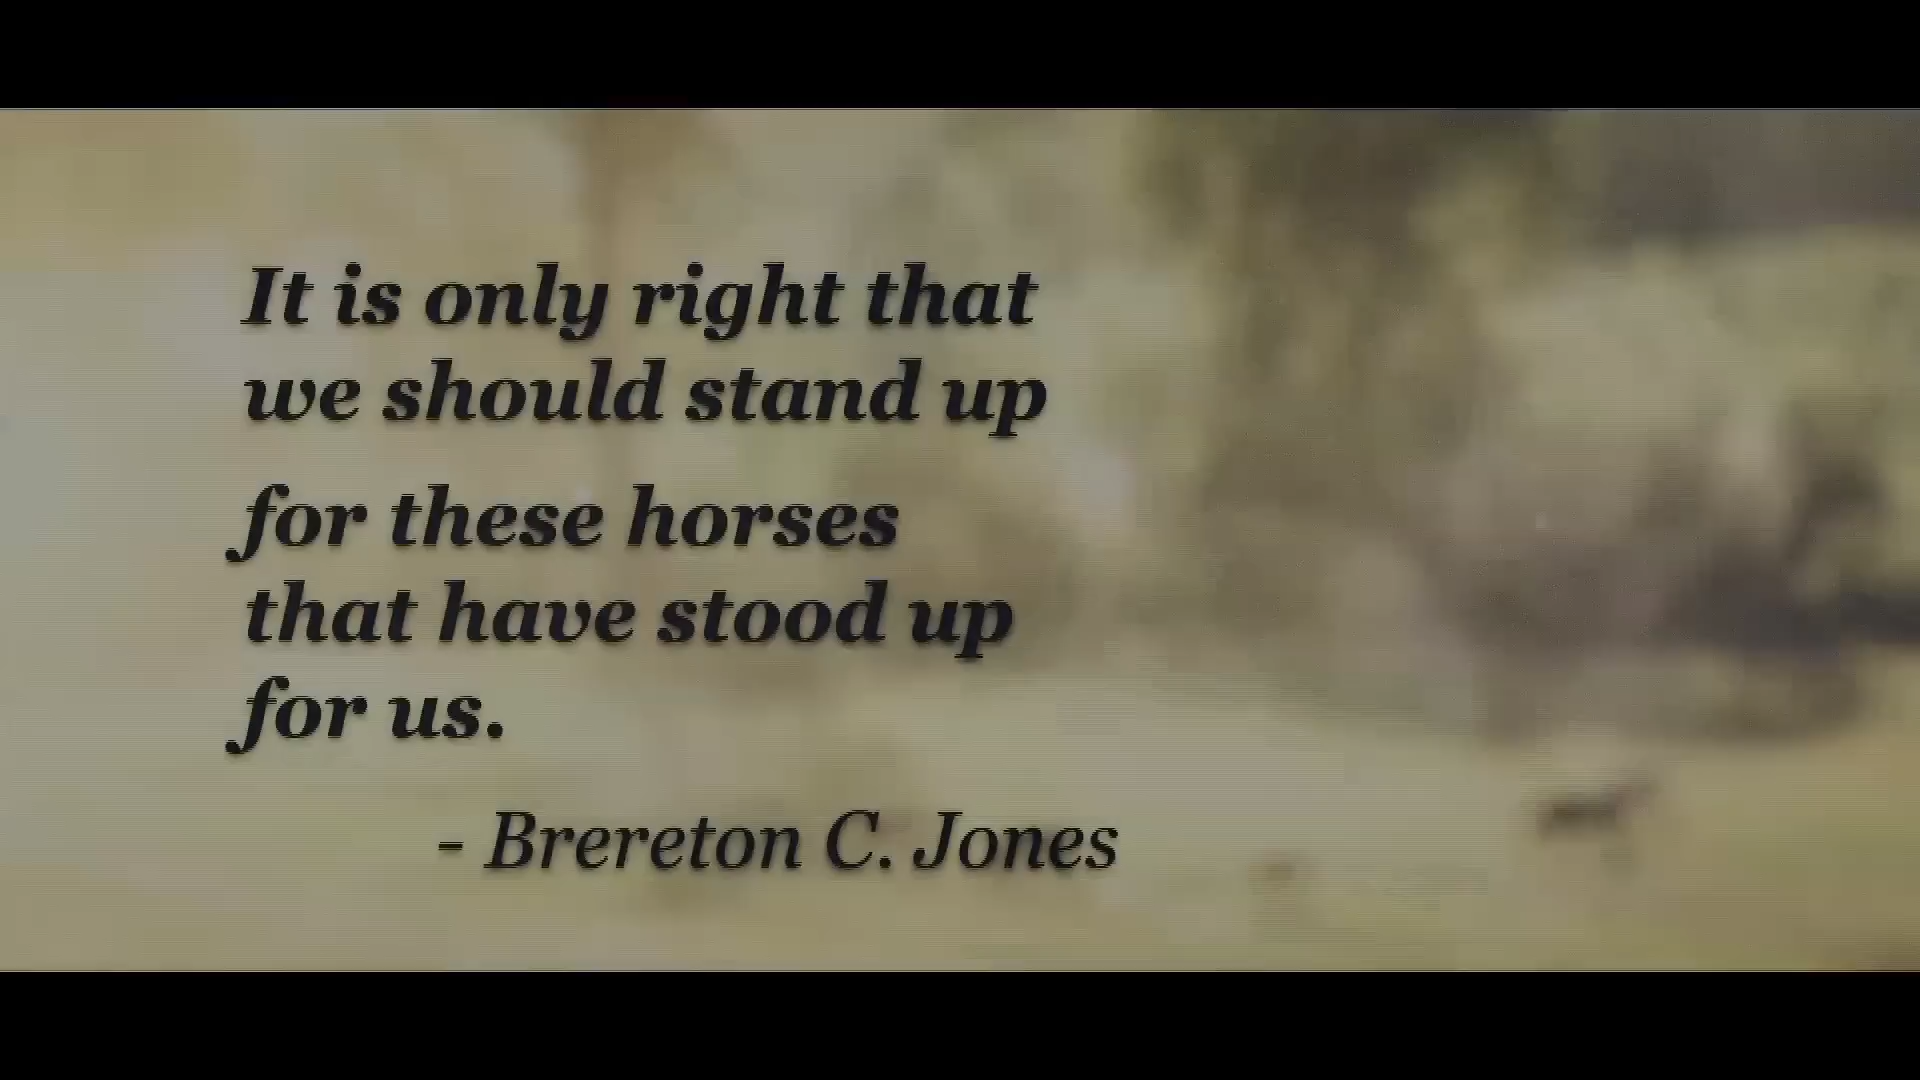 It is only right that
we should stand up
for these horses
that have stood up
for us.
- Brereton C. Jones